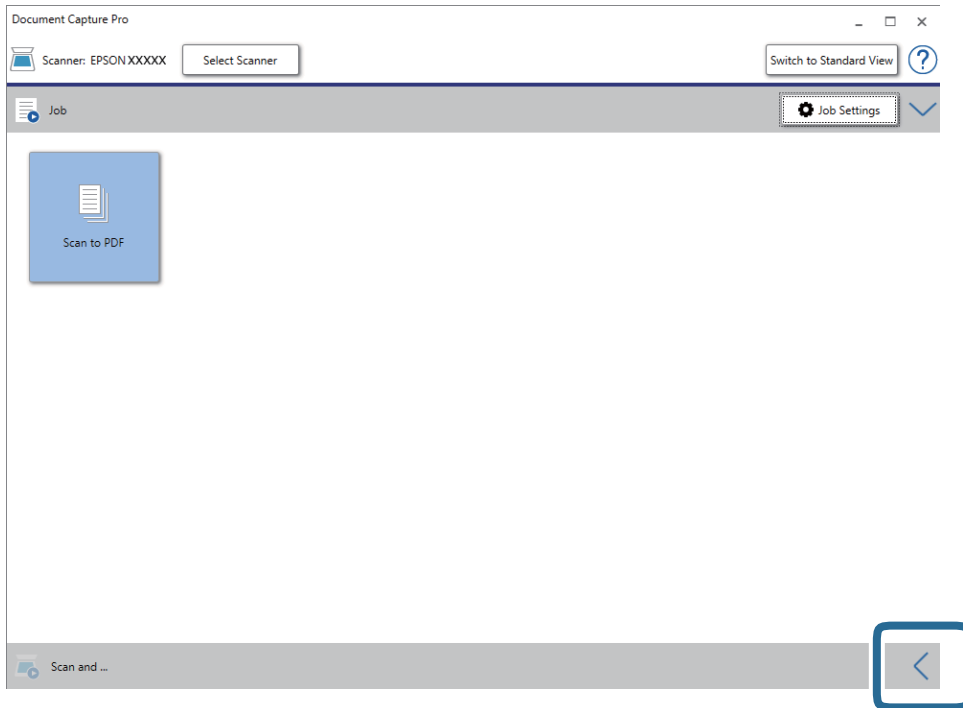 Document Capture Pro
Scanner: EPSON XXXXX Select Scanner Switch to Standard View ?
Job Job Settings
Scan to PDF
Scan and ...